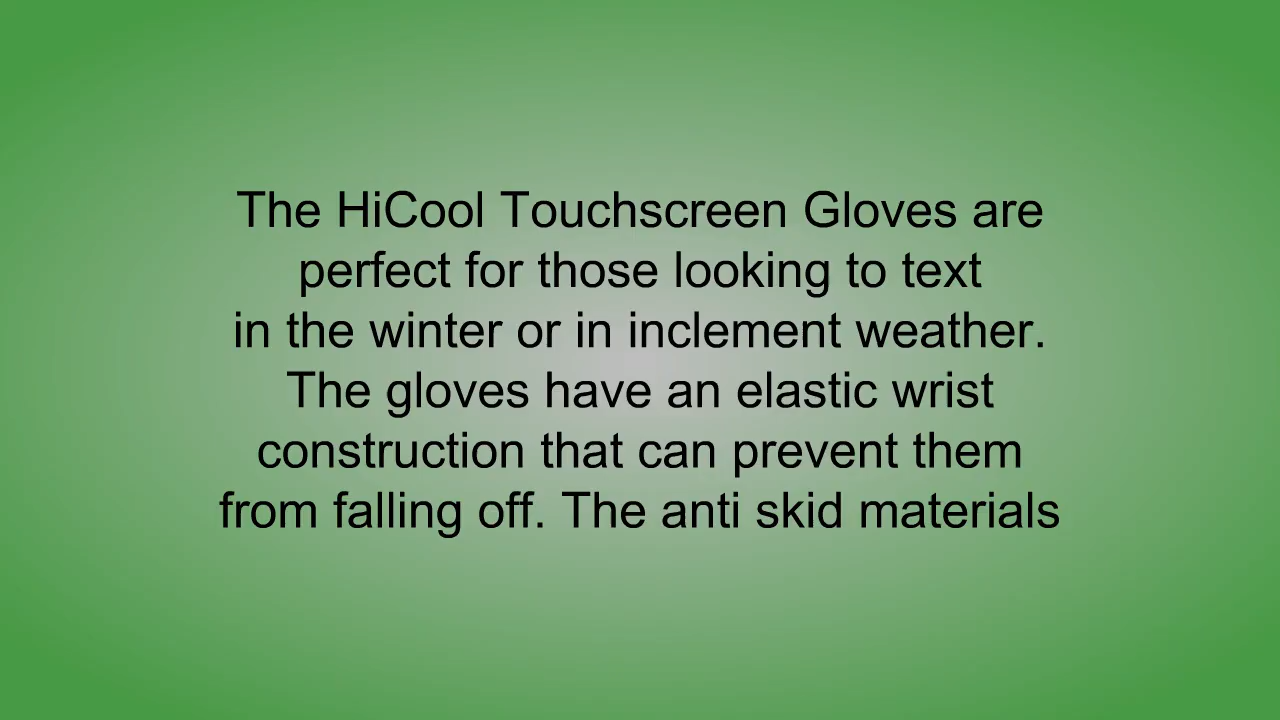 The HiCool Touchscreen Gloves are
perfect for those looking to text
in the winter or in inclement weather.
The gloves have an elastic wrist
construction that can prevent them
from falling off. The anti skid materials